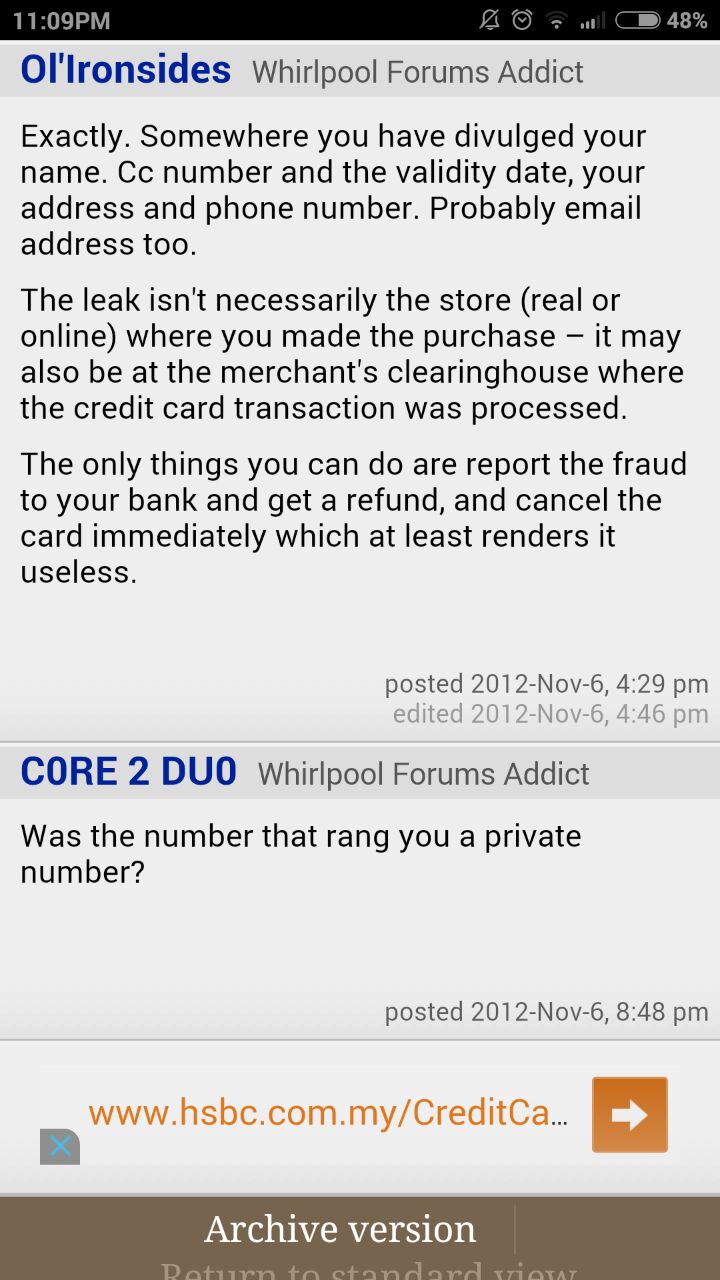 11:09PM 48%
Ol'Ironsides Whirlpool Forums Addict
Exactly. Somewhere you have divulged your
name. Cc number and the validity date, your
address and phone number. Probably email
address too.
The leak isn't necessarily the store (real or
online) where you made the purchase – it may
also be at the merchant's clearinghouse where
the credit card transaction was processed.
The only things you can do are report the fraud
to your bank and get a refund, and cancel the
card immediately which at least renders it
useless.
posted 2012-Nov-6, 4:29 pm
edited 2012-Nov-6, 4:46 pm
C0RE 2 DU0 Whirlpool Forums Addict
Was the number that rang you a private
number?
posted 2012-Nov-6, 8:48 pm
www.hsbc.com.my/CreditCa...
Archive version
Return to standard view